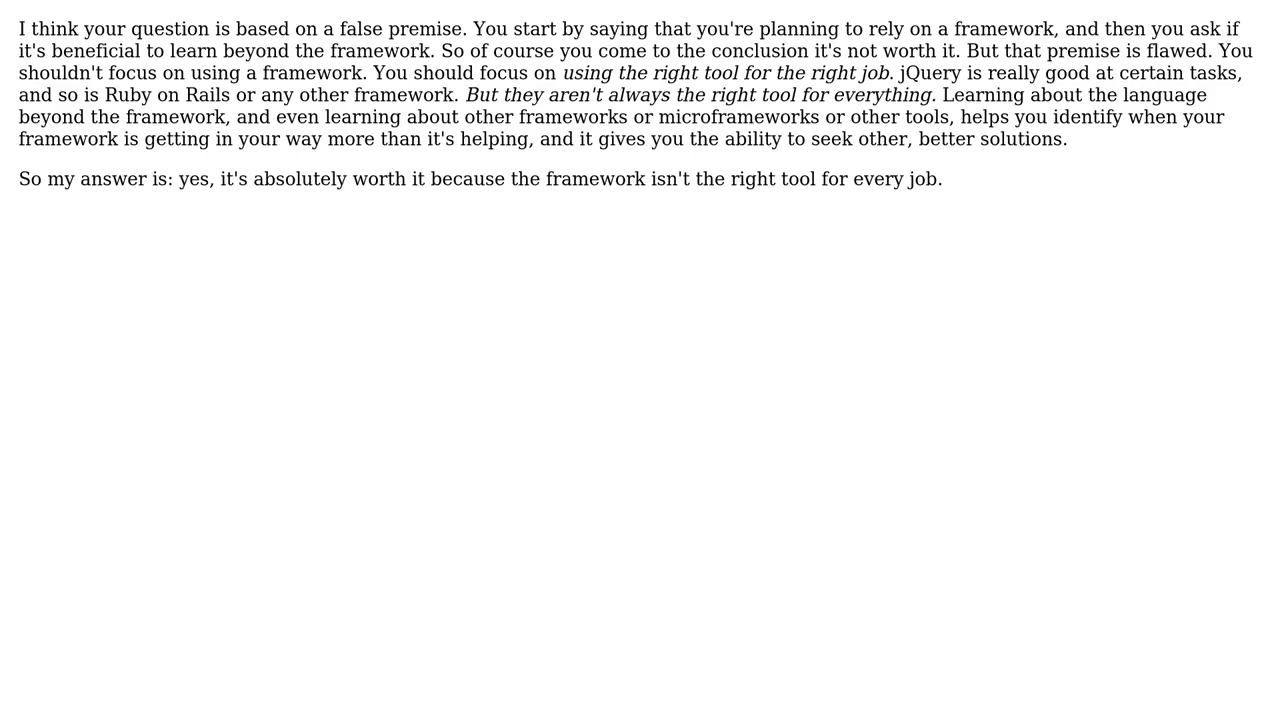 I think your question is based on a false premise. You start by saying that you're planning to rely on a framework, and then you ask if
it's beneficial to learn beyond the framework. So of course you come to the conclusion it's not worth it. But that premise is flawed. You
shouldn't focus on using a framework. You should focus on using the right tool for the right job. jQuery is really good at certain tasks,
and so is Ruby on Rails or any other framework. But they aren't always the right tool for everything. Learning about the language
beyond the framework, and even learning about other frameworks or microframeworks or other tools, helps you identify when your
framework is getting in your way more than it's helping, and it gives you the ability to seek other, better solutions.
So my answer is: yes, it's absolutely worth it because the framework isn't the right tool for every job.